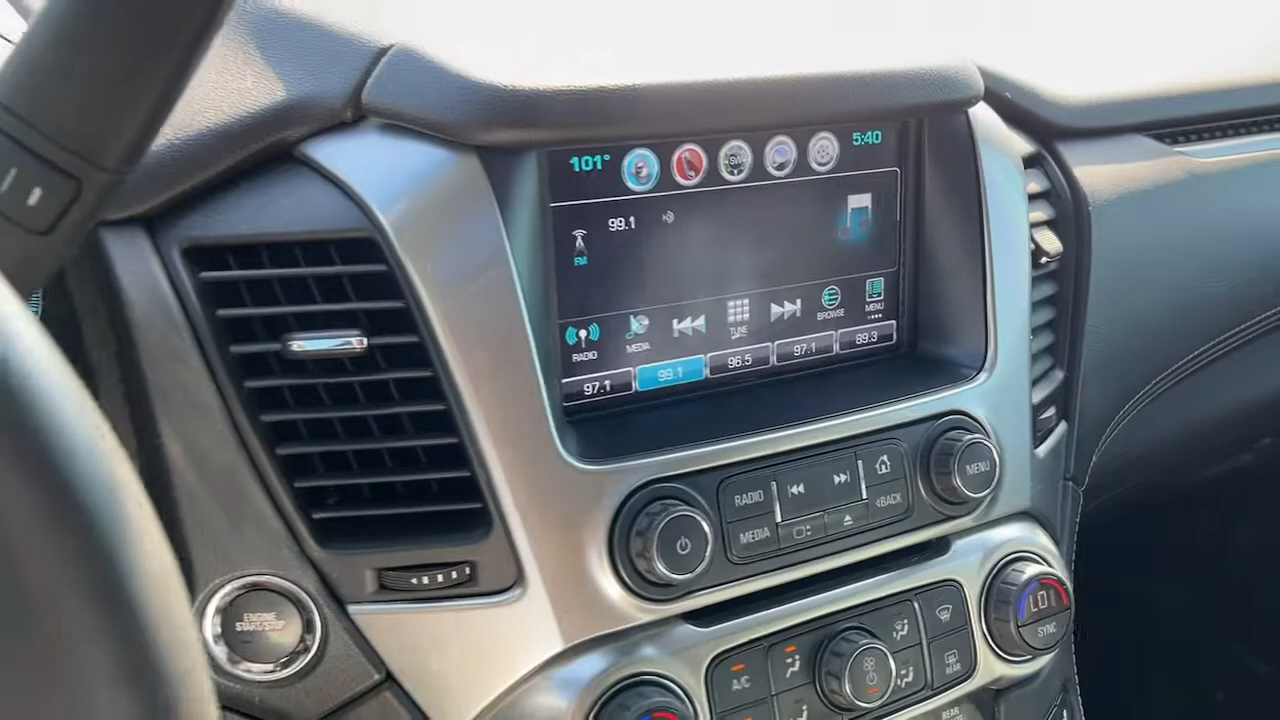 101°
5:40
99.1
FM
RADIO
MEDIA
TUNE
BROWSE
MENU
97.1
99.1
96.5
97.1
89.3
RADIO
MEDIA
BACK
MENU
ENGINE
START/STOP
A/C
REAR
LO
SYNC
REAR